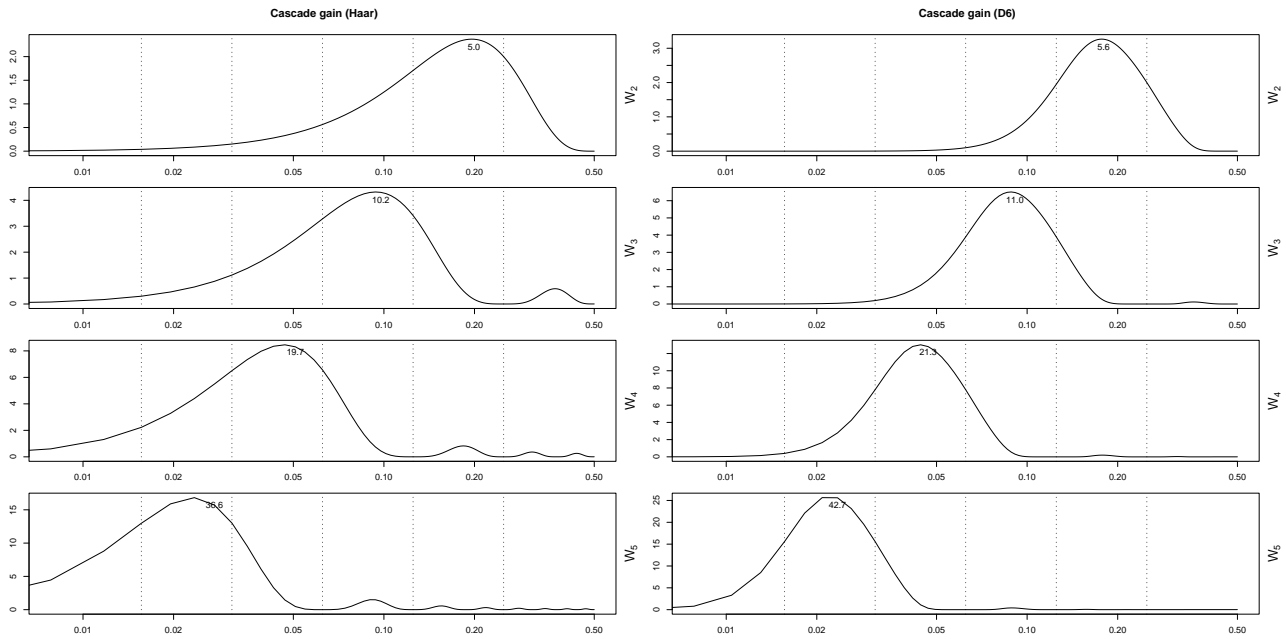 Cascade gain (Haar)
0.0 0.5 1.0 1.5 2.0
5.0
W2
0.01 0.02 0.05 0.10 0.20 0.50
0 1 2 3 4
10.2
W3
0.01 0.02 0.05 0.10 0.20 0.50
0 2 4 6 8
19.7
W4
0.01 0.02 0.05 0.10 0.20 0.50
0 5 10 15
36.6
W5
0.01 0.02 0.05 0.10 0.20 0.50
Cascade gain (D6)
0.0 1.0 2.0 3.0
5.6
W2
0.01 0.02 0.05 0.10 0.20 0.50
0 1 2 3 4 5 6
11.0
W3
0.01 0.02 0.05 0.10 0.20 0.50
0 2 4 6 8 10
21.3
W4
0.01 0.02 0.05 0.10 0.20 0.50
0 5 10 15 20 25
42.7
W5
0.01 0.02 0.05 0.10 0.20 0.50